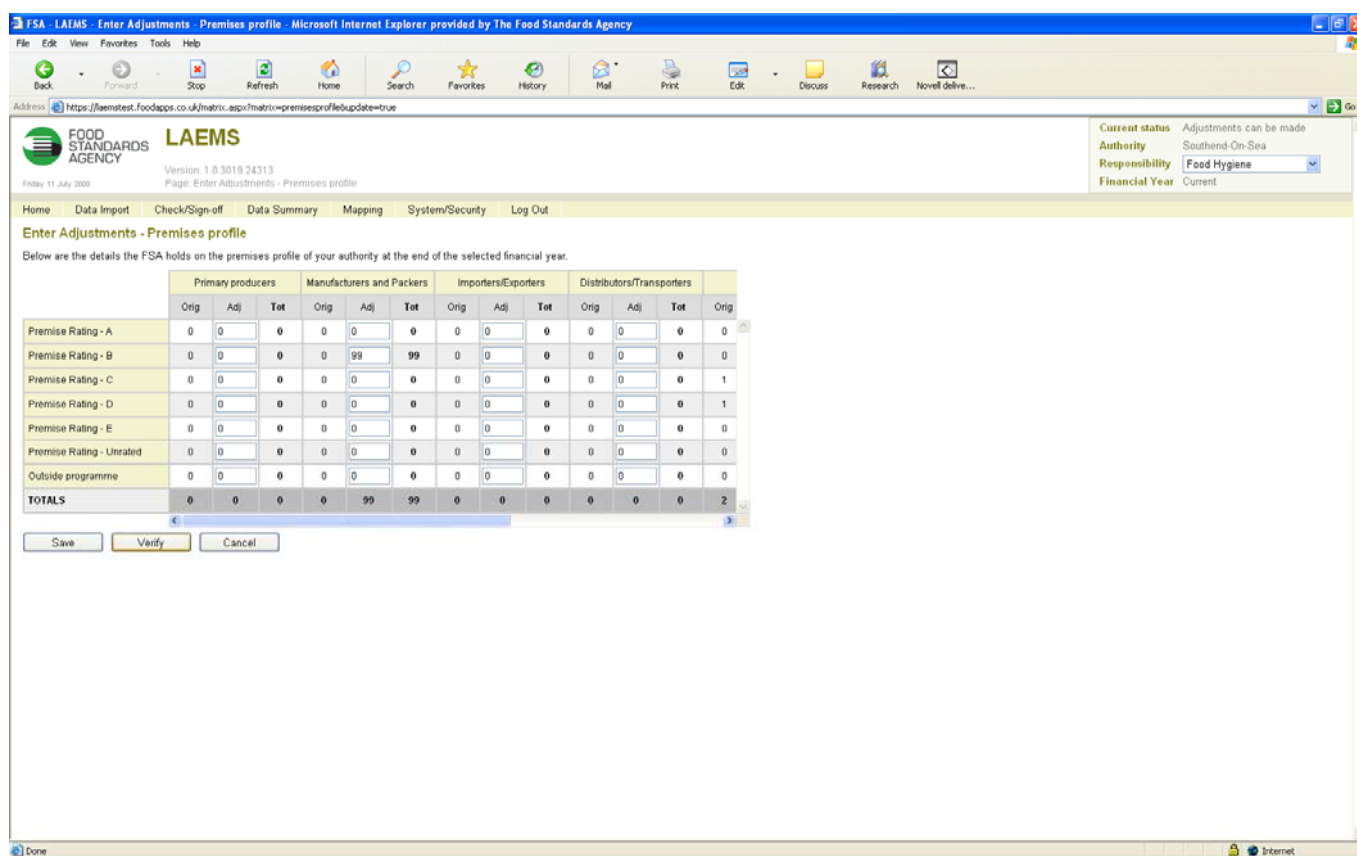 FSA - LAEMS - Enter Adjustments - Premises profile - Microsoft Internet Explorer provided by The Food Standards Agency
File Edit View Favorites Tools Help
Back Forward Stop Refresh Home Search Favorites History Mail Print Edit Discuss Research Novell delive...
Address https://laemstest.foodapps.co.uk/matrix.aspx?matrix=premisesprofile&update=true Go
FOOD STANDARDS AGENCY
LAEMS
Version: 1.0.3019.24313
Friday 11 July 2008 Page: Enter Adjustments - Premises profile
Current status Adjustments can be made
Authority Southend-On-Sea
Responsibility Food Hygiene
Financial Year Current
Home Data Import Check/Sign-off Data Summary Mapping System/Security Log Out
Enter Adjustments - Premises profile
Below are the details the FSA holds on the premises profile of your authority at the end of the selected financial year.
Primary producers Manufacturers and Packers Importers/Exporters Distributors/Transporters
Orig Adj Tot Orig Adj Tot Orig Adj Tot Orig Adj Tot Orig
Premise Rating - A 0 0 0 0 0 0 0 0 0 0 0 0 0
Premise Rating - B 0 0 0 0 99 99 0 0 0 0 0 0 0
Premise Rating - C 0 0 0 0 0 0 0 0 0 0 0 0 1
Premise Rating - D 0 0 0 0 0 0 0 0 0 0 0 0 1
Premise Rating - E 0 0 0 0 0 0 0 0 0 0 0 0 0
Premise Rating - Unrated 0 0 0 0 0 0 0 0 0 0 0 0 0
Outside programme 0 0 0 0 0 0 0 0 0 0 0 0 0
TOTALS 0 0 0 0 99 99 0 0 0 0 0 0 2
Save Verify Cancel
Done Internet